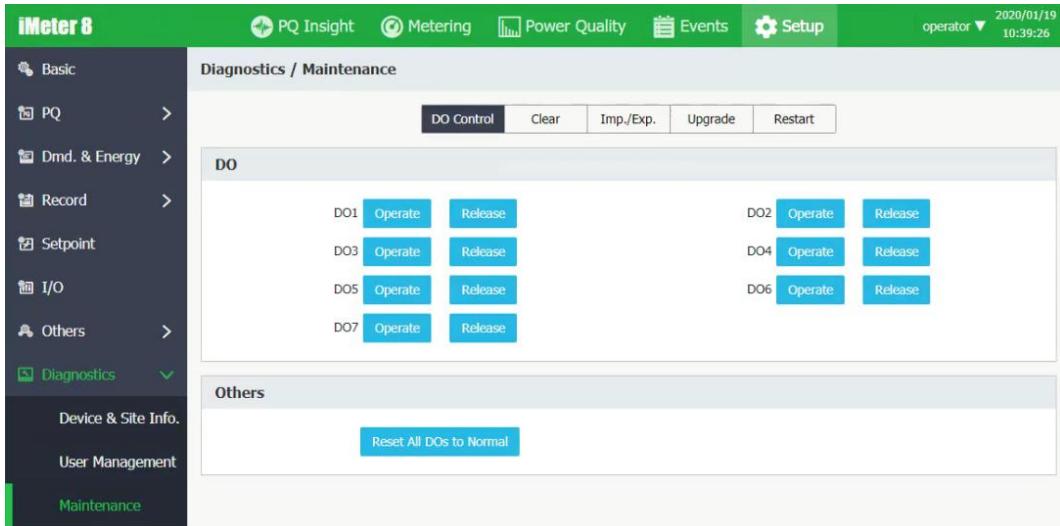 iMeter 8
PQ Insight
Metering
Power Quality
Events
Setup
operator ▼
2020/01/19
10:39:26
Basic
PQ
Dmd. & Energy
Record
Setpoint
I/O
Others
Diagnostics
Device & Site Info.
User Management
Maintenance
Diagnostics / Maintenance
DO Control
Clear
Imp./Exp.
Upgrade
Restart
DO
DO1 Operate Release
DO2 Operate Release
DO3 Operate Release
DO4 Operate Release
DO5 Operate Release
DO6 Operate Release
DO7 Operate Release
Others
Reset All DOs to Normal